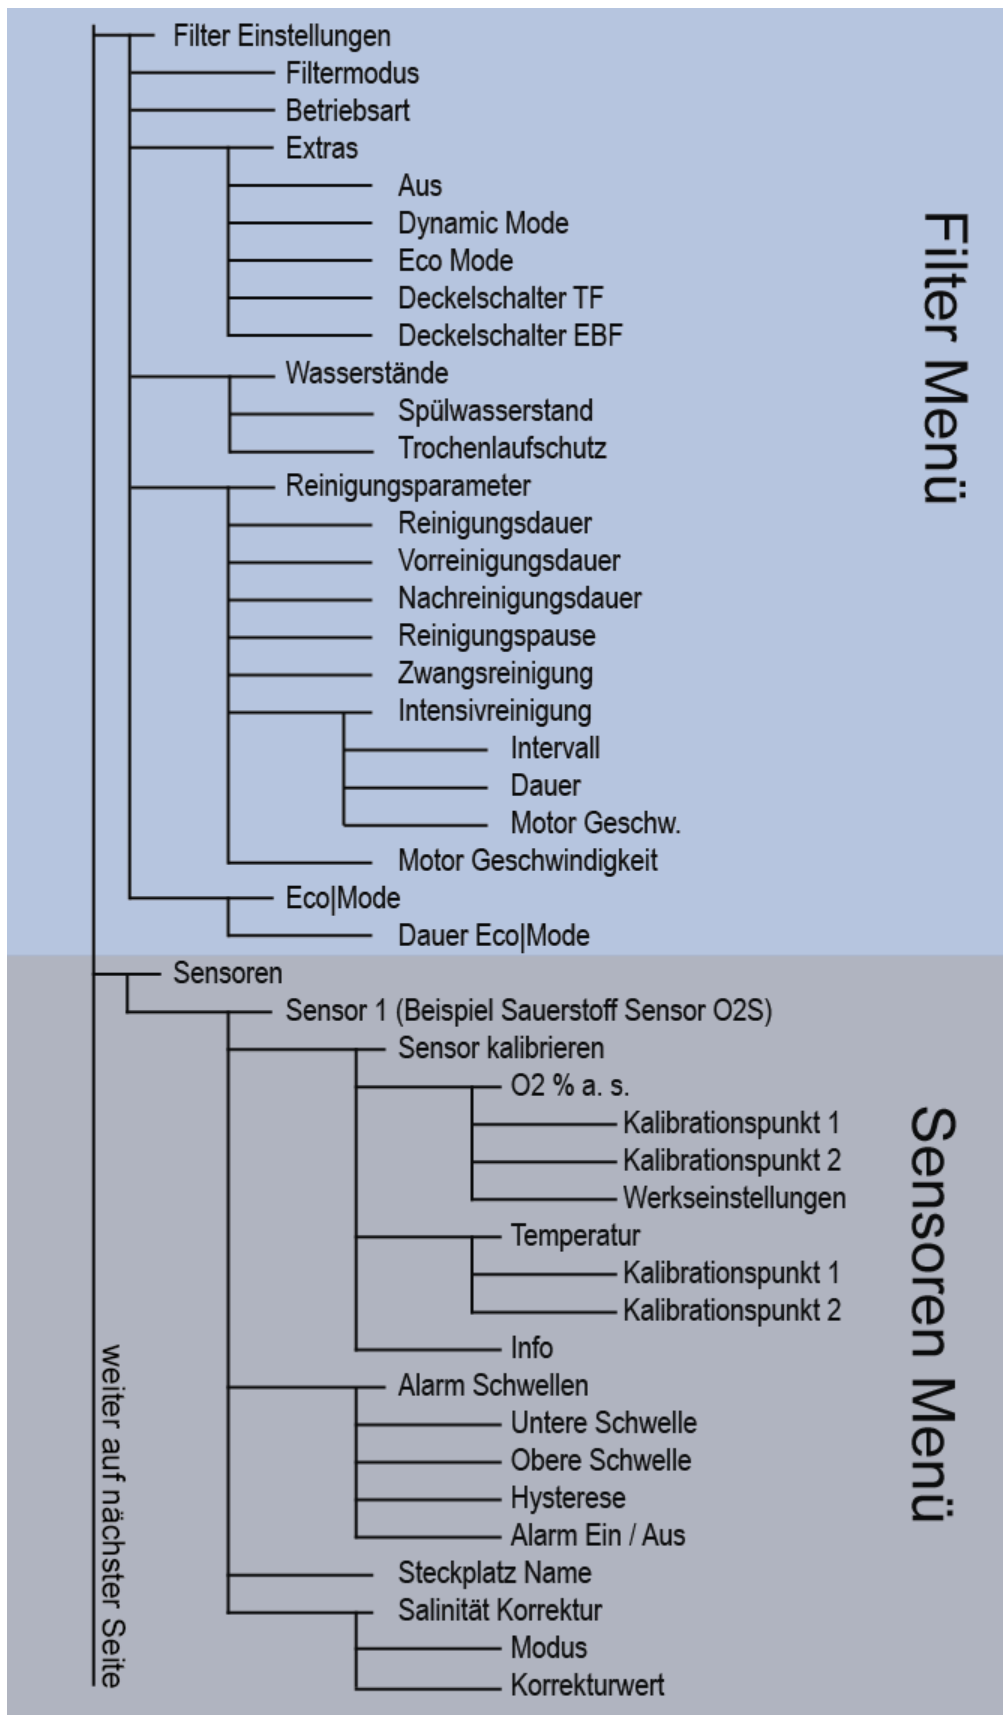 Filter Einstellungen
Filtermodus
Betriebsart
Extras
Aus
Dynamic Mode
Eco Mode
Deckelschalter TF
Deckelschalter EBF
Wasserstände
Spülwasserstand
Trochenlaufschutz
Reinigungsparameter
Reinigungsdauer
Vorreinigungsdauer
Nachreinigungsdauer
Reinigungspause
Zwangsreinigung
Intensivreinigung
Intervall
Dauer
Motor Geschw.
Motor Geschwindigkeit
Eco|Mode
Dauer Eco|Mode
Filter Menü
Sensoren
Sensor 1 (Beispiel Sauerstoff Sensor O2S)
Sensor kalibrieren
O2 % a. s.
Kalibrationspunkt 1
Kalibrationspunkt 2
Werkseinstellungen
Temperatur
Kalibrationspunkt 1
Kalibrationspunkt 2
Info
Alarm Schwellen
Untere Schwelle
Obere Schwelle
Hysterese
Alarm Ein / Aus
Steckplatz Name
Salinität Korrektur
Modus
Korrekturwert
Sensoren Menü
weiter auf nächster Seite